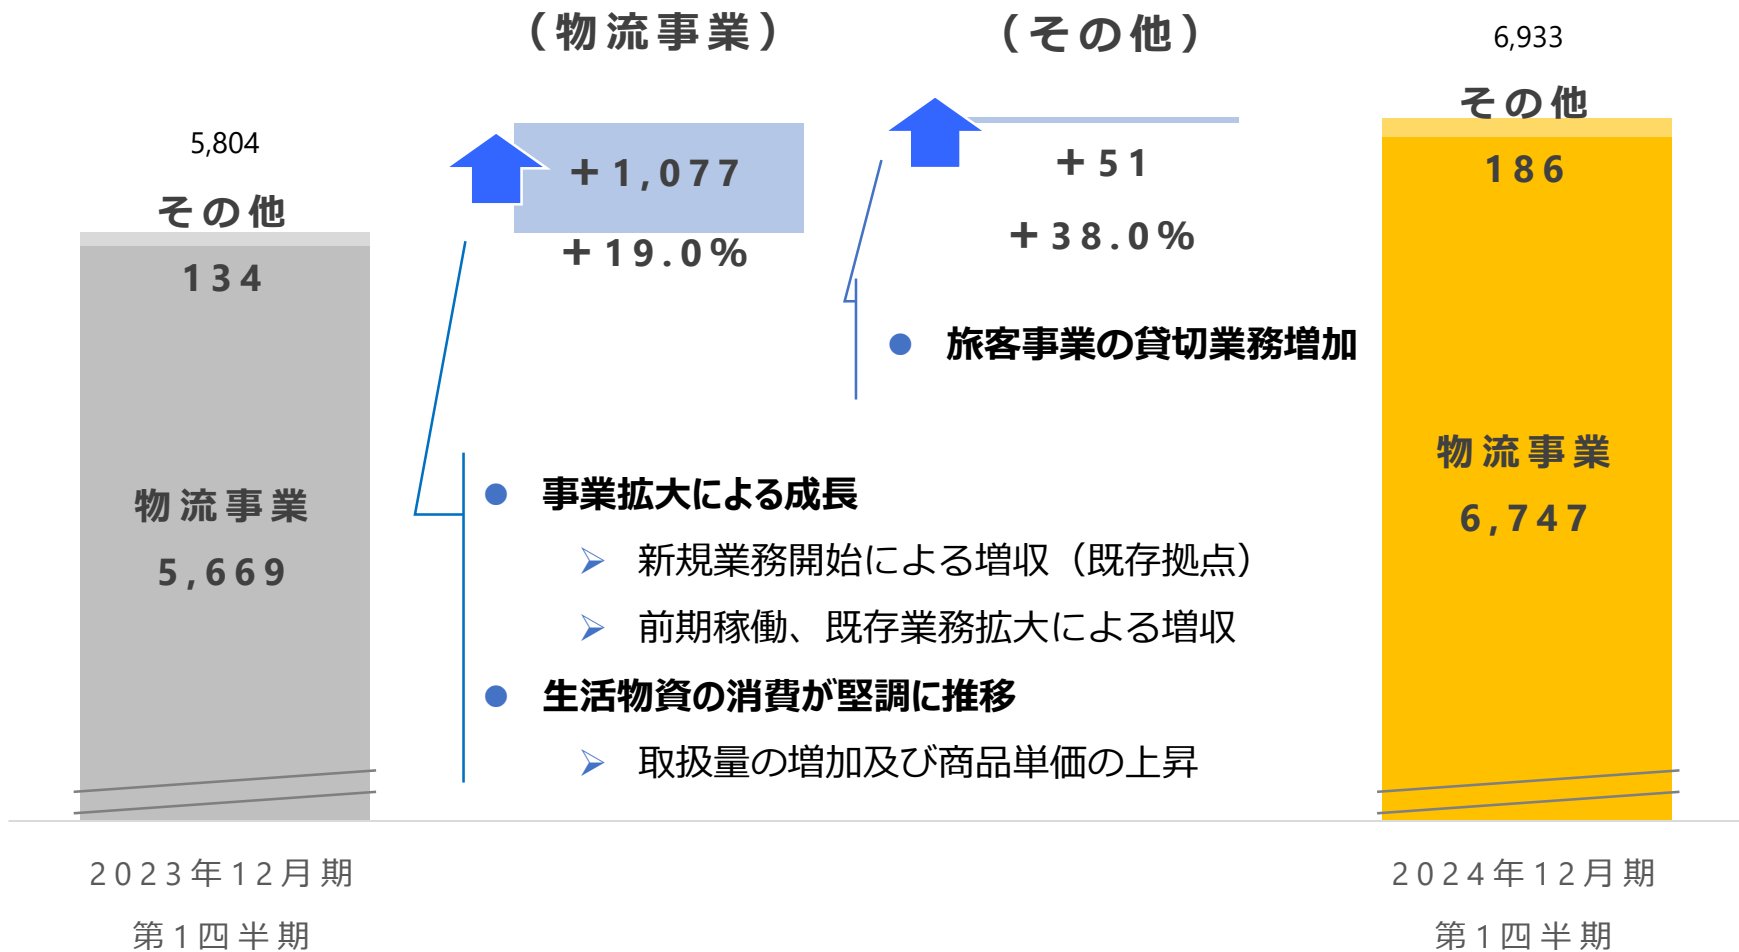 5,804
その他
134
物流事業
5,669
2023年12月期
第1四半期
（物流事業）
+1,077
+19.0%
（その他）
+51
+38.0%
旅客事業の貸切業務増加
事業拡大による成長
新規業務開始による増収（既存拠点）
前期稼働、既存業務拡大による増収
生活物資の消費が堅調に推移
取扱量の増加及び商品単価の上昇
6,933
その他
186
物流事業
6,747
2024年12月期
第1四半期